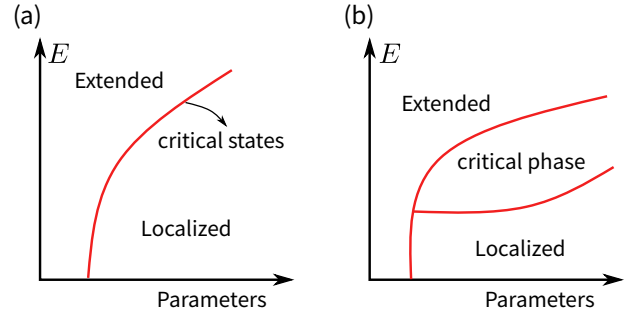 (a)
E
Extended
critical states
Localized
Parameters
(b)
E
Extended
critical phase
Localized
Parameters